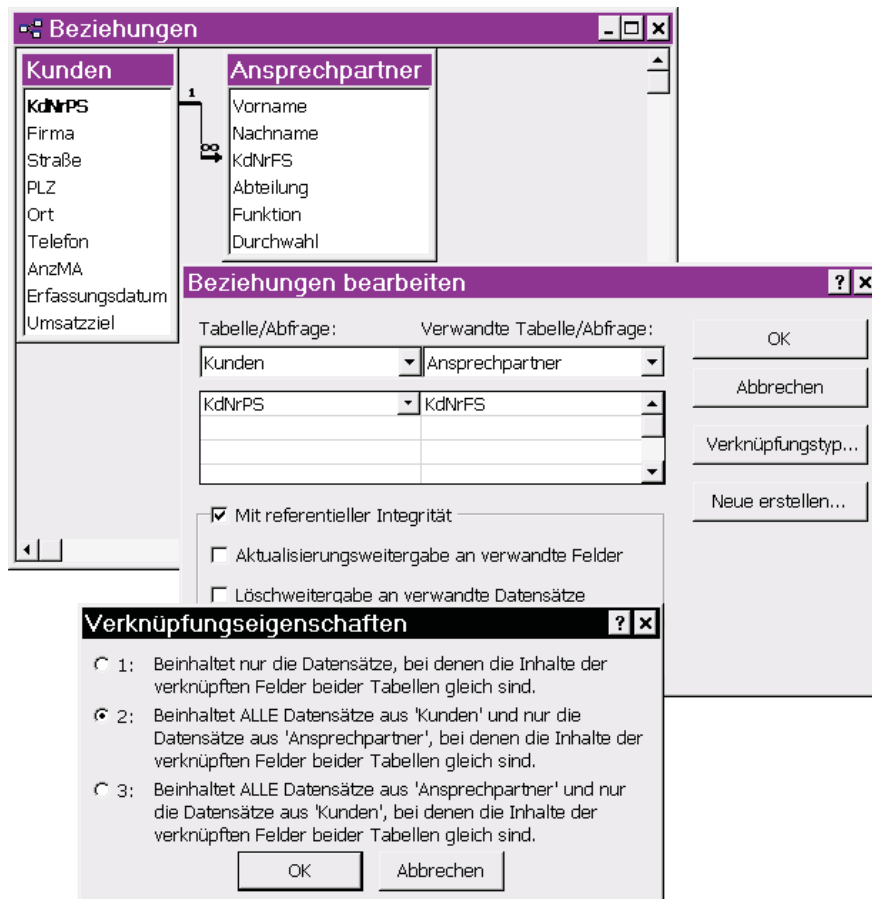 Beziehungen
Kunden
KdNrPS
Firma
Straße
PLZ
Ort
Telefon
AnzMA
Erfassungsdatum
Umsatzziel
1
∞
Ansprechpartner
Vorname
Nachname
KdNrFS
Abteilung
Funktion
Durchwahl
Beziehungen bearbeiten
Tabelle/Abfrage: Verwandte Tabelle/Abfrage:
Kunden Ansprechpartner
KdNrPS KdNrFS
Mit referentieller Integrität
Aktualisierungsweitergabe an verwandte Felder
Löschweitergabe an verwandte Datensätze
OK
Abbrechen
Verknüpfungstyp...
Neue erstellen...
Verknüpfungseigenschaften
1: Beinhaltet nur die Datensätze, bei denen die Inhalte der
verknüpften Felder beider Tabellen gleich sind.
2: Beinhaltet ALLE Datensätze aus 'Kunden' und nur die
Datensätze aus 'Ansprechpartner', bei denen die Inhalte der
verknüpften Felder beider Tabellen gleich sind.
3: Beinhaltet ALLE Datensätze aus 'Ansprechpartner' und nur
die Datensätze aus 'Kunden', bei denen die Inhalte der
verknüpften Felder beider Tabellen gleich sind.
OK Abbrechen